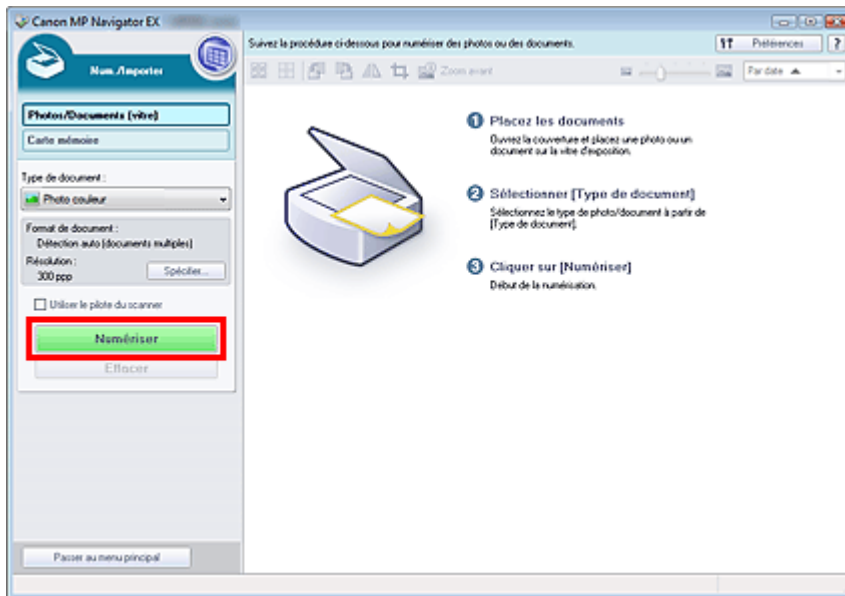 Canon MP Navigator EX
Num./Importer
Photos/Documents (vitre)
Carte mémoire
Type de document :
Photo couleur
Format de document :
Détection auto (documents multiples)
Résolution :
300 ppp
Spécifier...
Utiliser le pilote du scanner
Numériser
Effacer
Passer au menu principal
Suivez la procédure ci-dessous pour numériser des photos ou des documents.
Préférences
?
Zoom avant
Par date
1 Placez les documents
Ouvrez la couverture et placez une photo ou un
document sur la vitre d'exposition.
2 Sélectionner [Type de document]
Sélectionnez le type de photo/document à partir de
[Type de document].
3 Cliquer sur [Numériser]
Début de la numérisation.